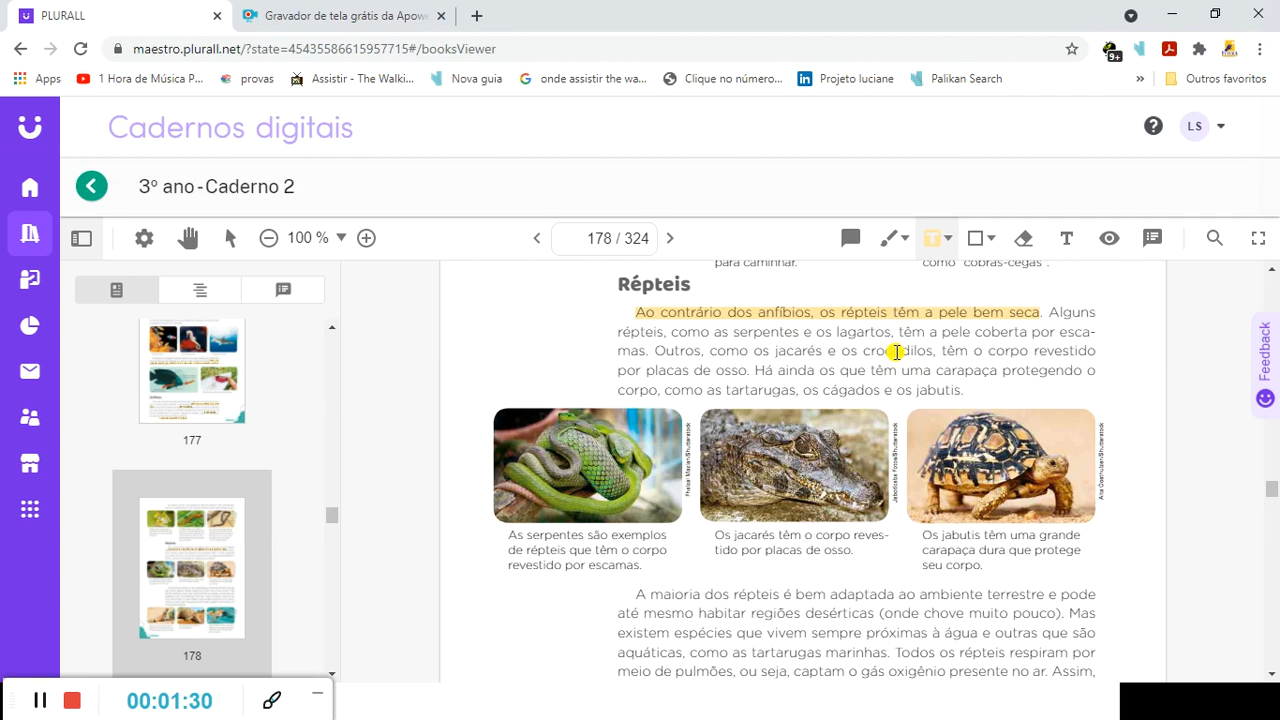 PLURALL
Gravador de tela grátis da Apowe
maestro.plurall.net/?state=45435586615957715#/booksViewer
9+
Apps
1 Hora de Música P...
provas
Assistir - The Walki...
Nova guia
onde assistir the wa...
Clique no número...
Projeto luciane
Palikan Search
»
Outros favoritos
Cadernos digitais
LS
3º ano - Caderno 2
100 %
178 / 324
para caminhar.
como "cobras-cegas".
Répteis
Ao contrário dos anfíbios, os répteis têm a pele bem seca. Alguns
répteis, como as serpentes e os lagartos, têm a pele coberta por esca-
mas. Outros, como os jacarés e os crocodilos, têm o corpo revestido
por placas de osso. Há ainda os que têm uma carapaça protegendo o
corpo, como as tartarugas, os cágados e os jabutis.
177
178
As serpentes são exemplos
de répteis que têm o corpo
revestido por escamas.
Os jacarés têm o corpo reves-
tido por placas de osso.
Os jabutis têm uma grande
carapaça dura que protege
seu corpo.
A maioria dos répteis é bem adaptada ao ambiente terrestre e pode
até mesmo habitar regiões desérticas (onde chove muito pouco). Mas
existem espécies que vivem sempre próximas à água e outras que são
aquáticas, como as tartarugas marinhas. Todos os répteis respiram por
meio de pulmões, ou seja, captam o gás oxigênio presente no ar. Assim,
Feedback
00:01:30